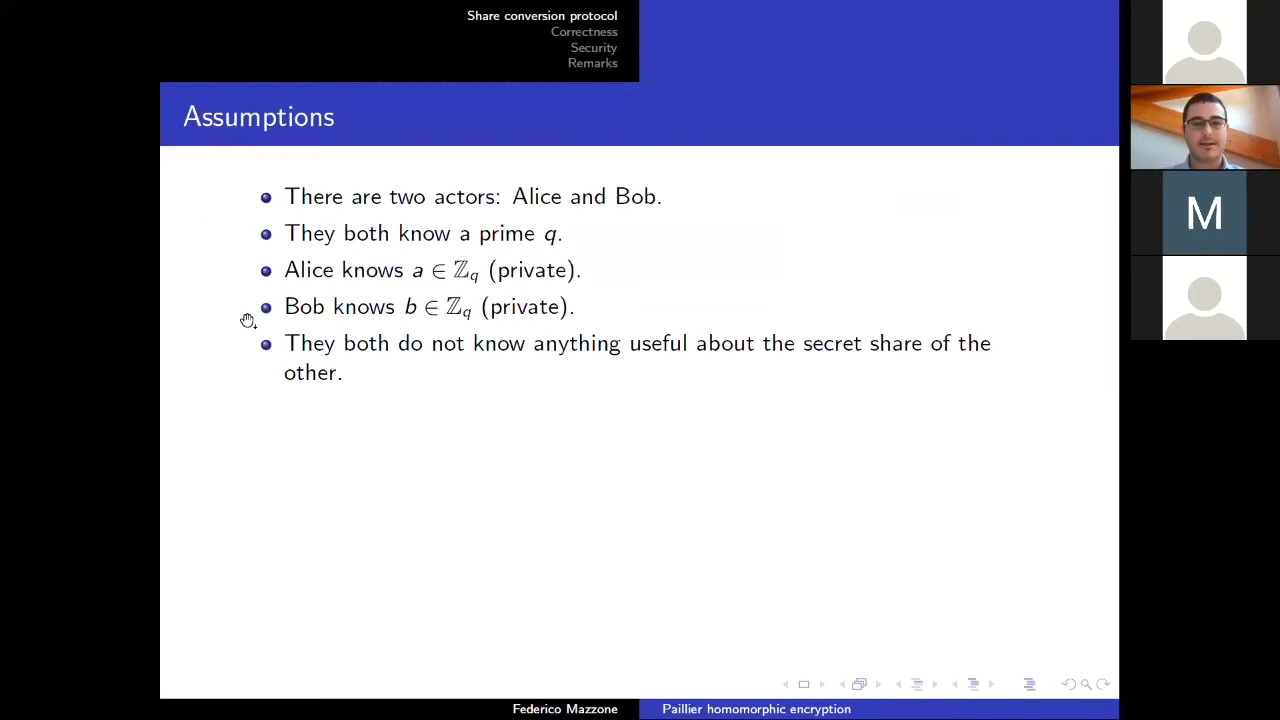 Share conversion protocol
Correctness
Security
Remarks
Assumptions
There are two actors: Alice and Bob.
They both know a prime q.
Alice knows a ∈ ℤq (private).
Bob knows b ∈ ℤq (private).
They both do not know anything useful about the secret share of the
other.
M
Federico Mazzone
Paillier homomorphic encryption